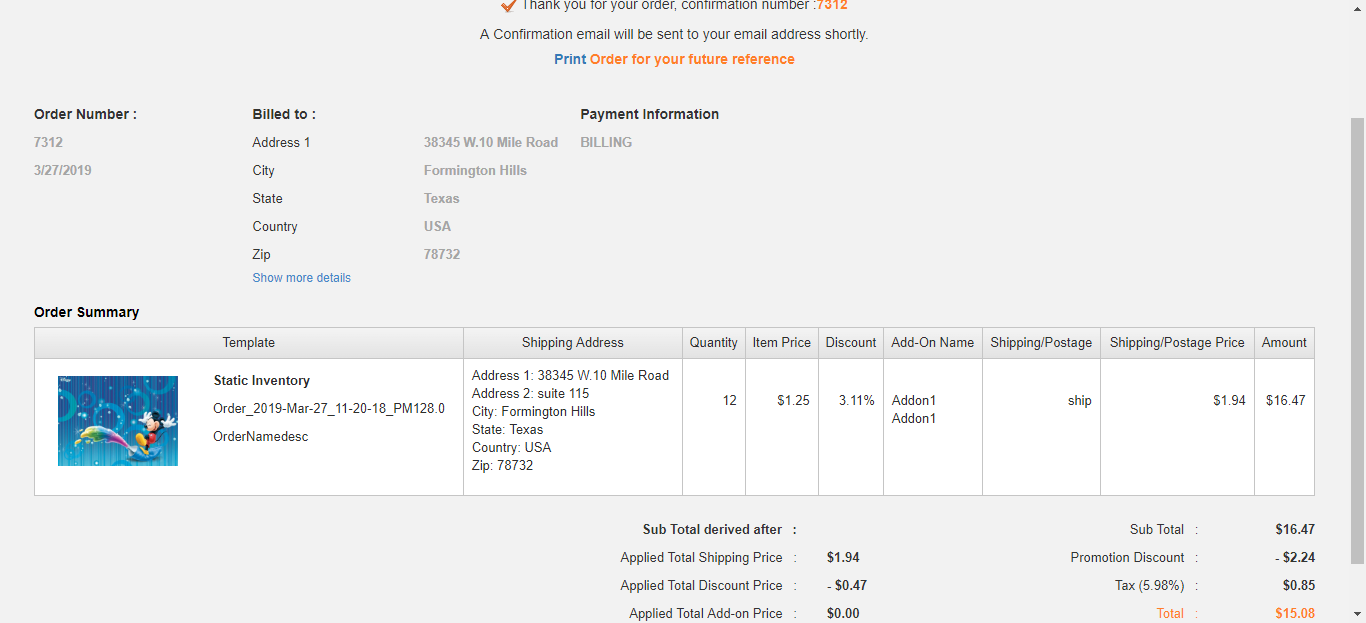 Thank you for your order, confirmation number :7312
A Confirmation email will be sent to your email address shortly.
Print Order for your future reference
Order Number :
7312
3/27/2019
Billed to :
Address 1 38345 W.10 Mile Road
City Formington Hills
State Texas
Country USA
Zip 78732
Show more details
Payment Information
BILLING
Order Summary
Template Shipping Address Quantity Item Price Discount Add-On Name Shipping/Postage Shipping/Postage Price Amount
Static Inventory
Order_2019-Mar-27_11-20-18_PM128.0
OrderNamedesc
Address 1: 38345 W.10 Mile Road
Address 2: suite 115
City: Formington Hills
State: Texas
Country: USA
Zip: 78732
12 $1.25 3.11% Addon1 ship $1.94 $16.47
Addon1
Sub Total derived after :
Applied Total Shipping Price : $1.94
Applied Total Discount Price : - $0.47
Applied Total Add-on Price : $0.00
Sub Total : $16.47
Promotion Discount : - $2.24
Tax (5.98%) : $0.85
Total : $15.08